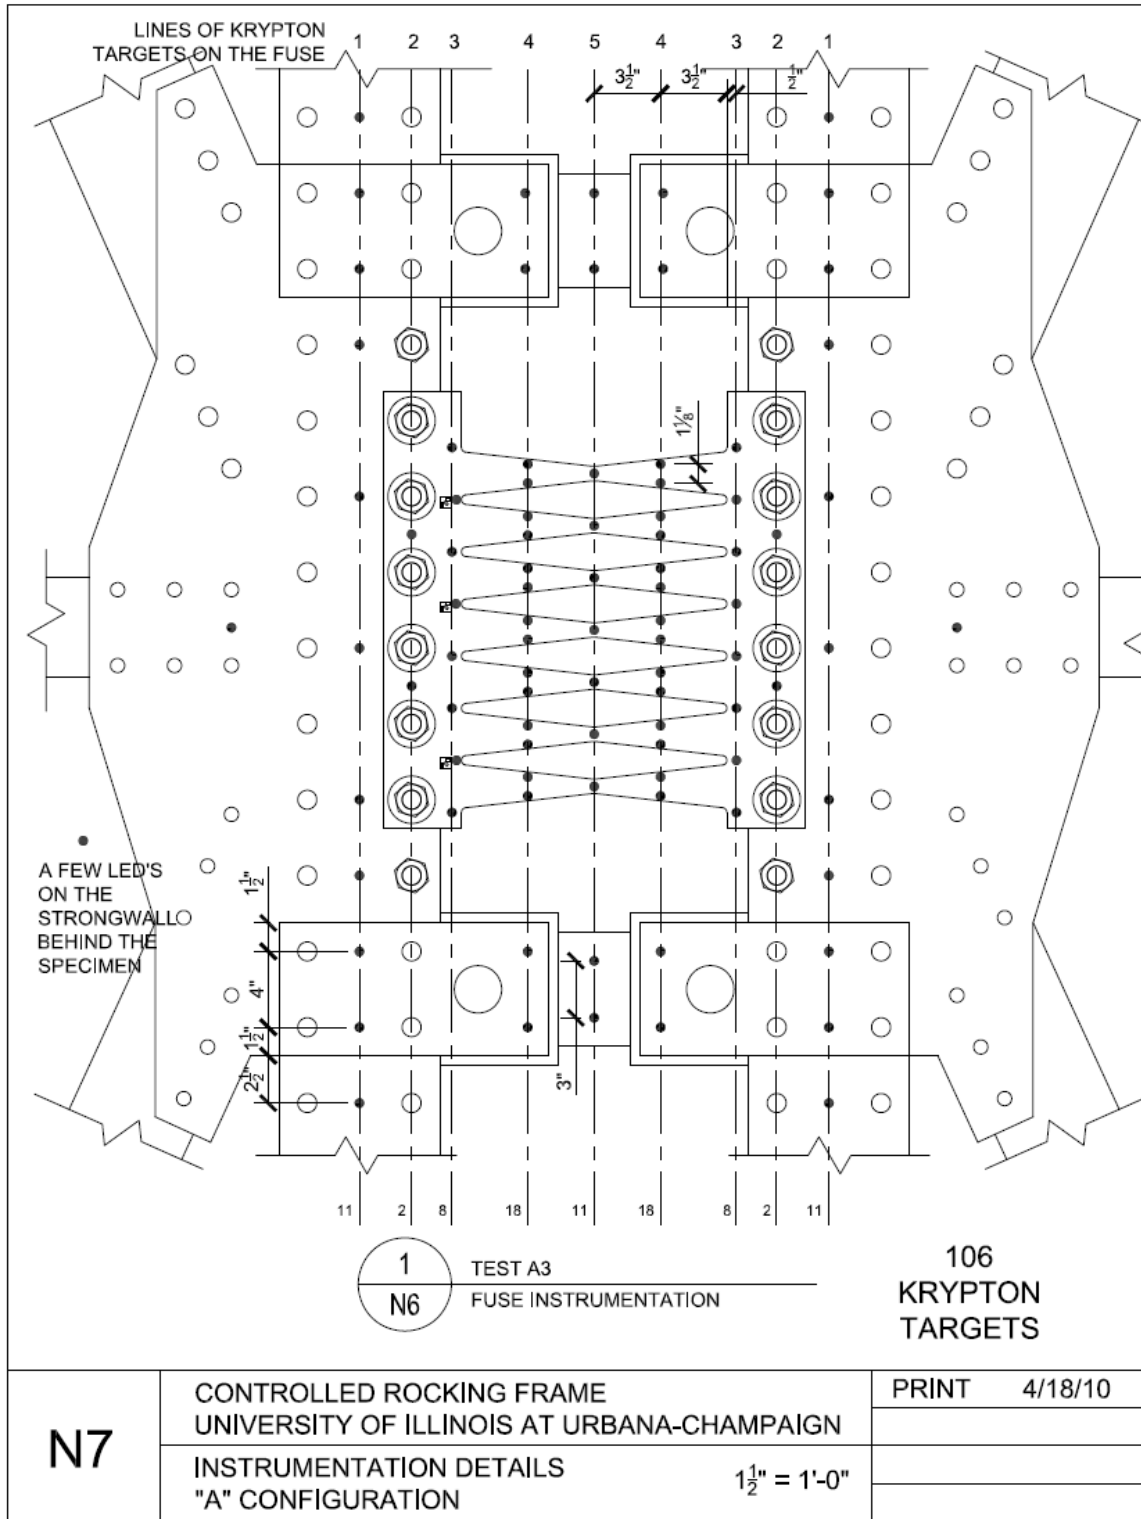 LINES OF KRYPTON
TARGETS ON THE FUSE
1 2 3 4 5 4 3 2 1
3½" 3½" ½"
1⅛"
A FEW LED'S
ON THE
STRONGWALL
BEHIND THE
SPECIMEN
1½"
4"
1½"
2½"
3"
11 2 8 18 11 18 8 2 11
1
N6
TEST A3
FUSE INSTRUMENTATION
106
KRYPTON
TARGETS
N7
CONTROLLED ROCKING FRAME
UNIVERSITY OF ILLINOIS AT URBANA-CHAMPAIGN
INSTRUMENTATION DETAILS
"A" CONFIGURATION
1½" = 1'-0"
PRINT 4/18/10